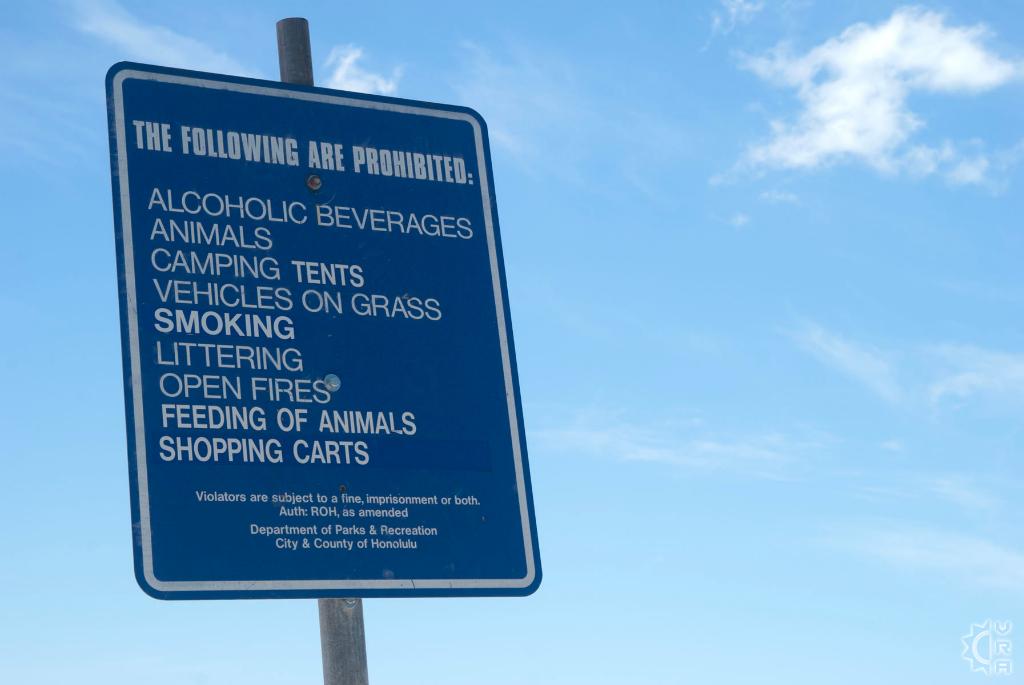 THE FOLLOWING ARE PROHIBITED:
ALCOHOLIC BEVERAGES
ANIMALS
CAMPING TENTS
VEHICLES ON GRASS
SMOKING
LITTERING
OPEN FIRES
FEEDING OF ANIMALS
SHOPPING CARTS
Violators are subject to a fine, imprisonment or both.
Auth: ROH, as amended
Department of Parks & Recreation
City & County of Honolulu
URA